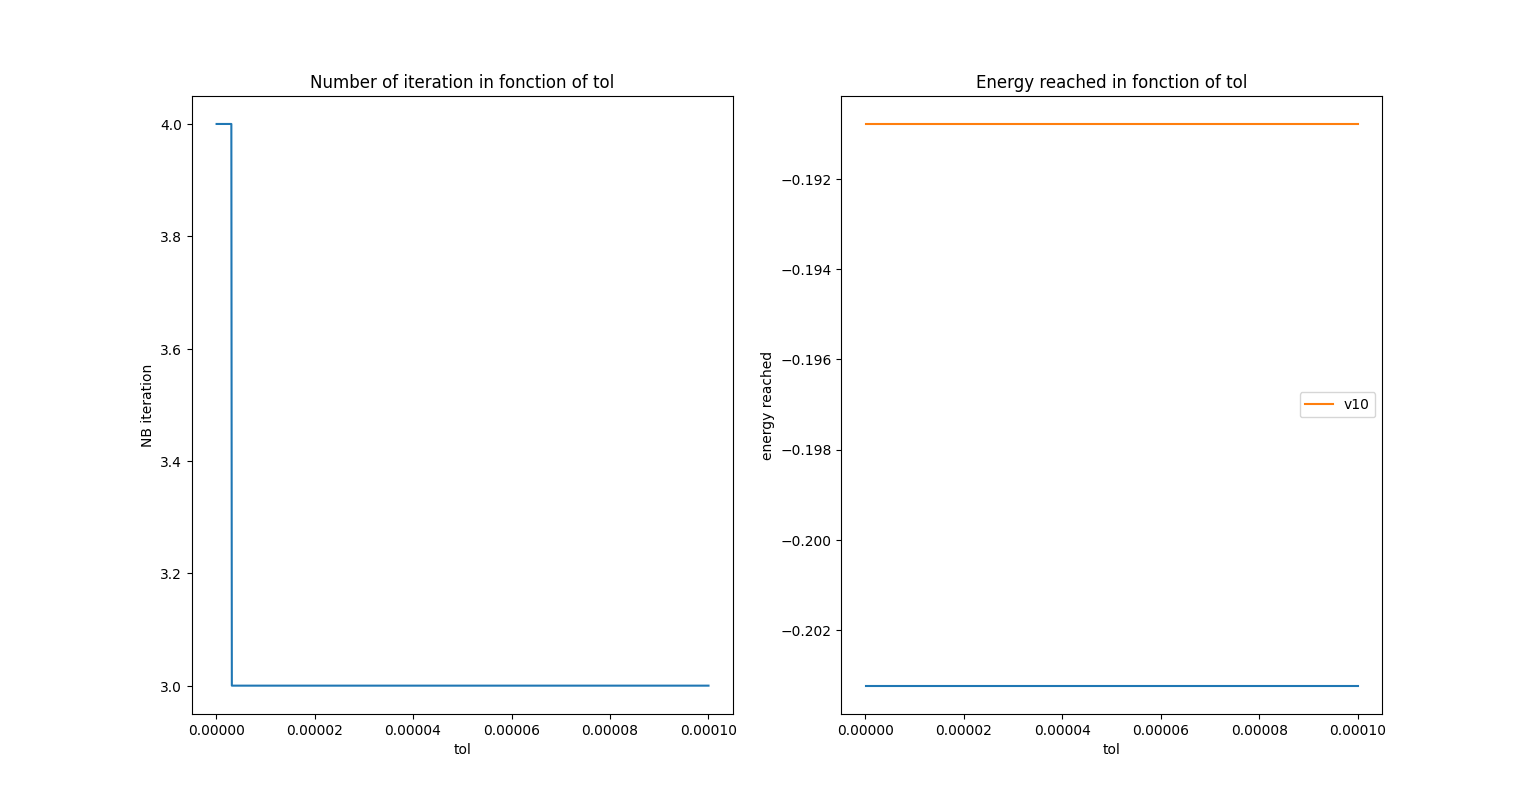 Number of iteration in fonction of tol
4.0
3.8
3.6
3.4
3.2
3.0
NB iteration
0.00000 0.00002 0.00004 0.00006 0.00008 0.00010
tol
Energy reached in fonction of tol
−0.192
−0.194
−0.196
−0.198
−0.200
−0.202
energy reached
v10
0.00000 0.00002 0.00004 0.00006 0.00008 0.00010
tol